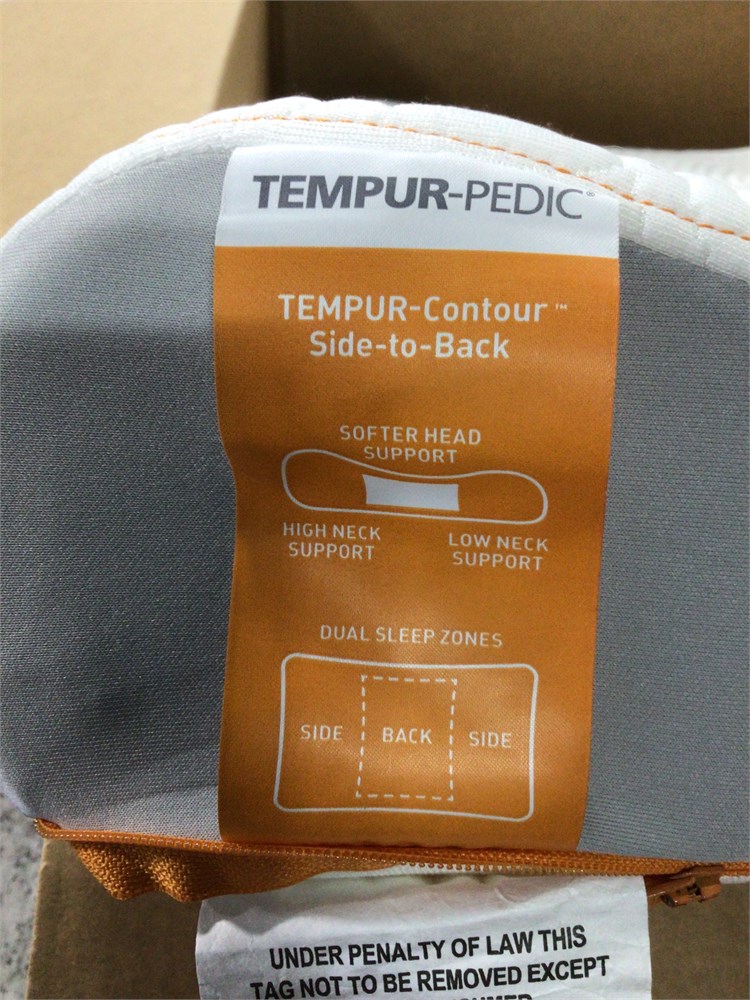 TEMPUR-PEDIC®
TEMPUR-Contour™
Side-to-Back
SOFTER HEAD
SUPPORT
HIGH NECK
SUPPORT
LOW NECK
SUPPORT
DUAL SLEEP ZONES
SIDE
BACK
SIDE
UNDER PENALTY OF LAW THIS
TAG NOT TO BE REMOVED EXCEPT